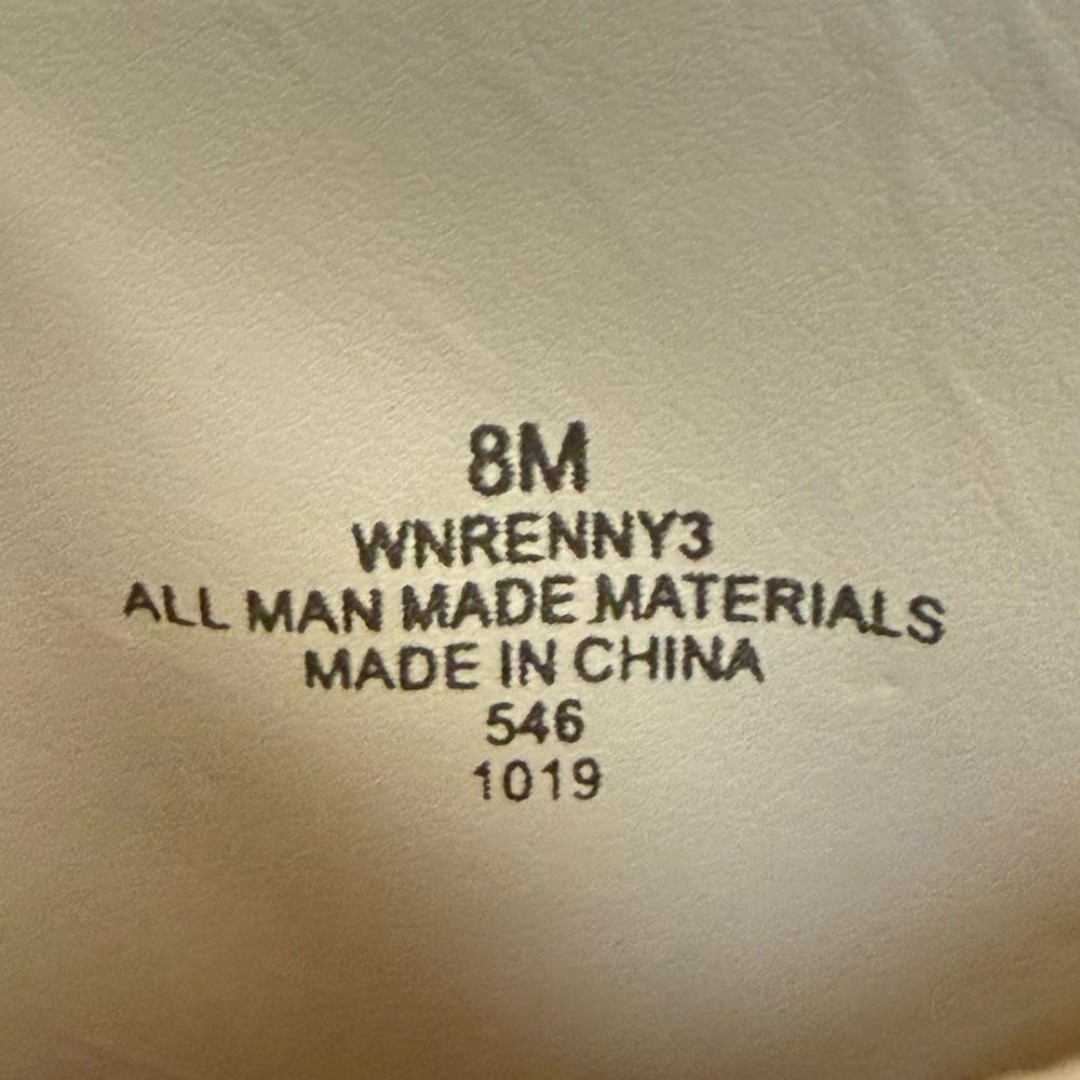 8M
WNRENNY3
ALL MAN MADE MATERIALS
MADE IN CHINA
546
1019